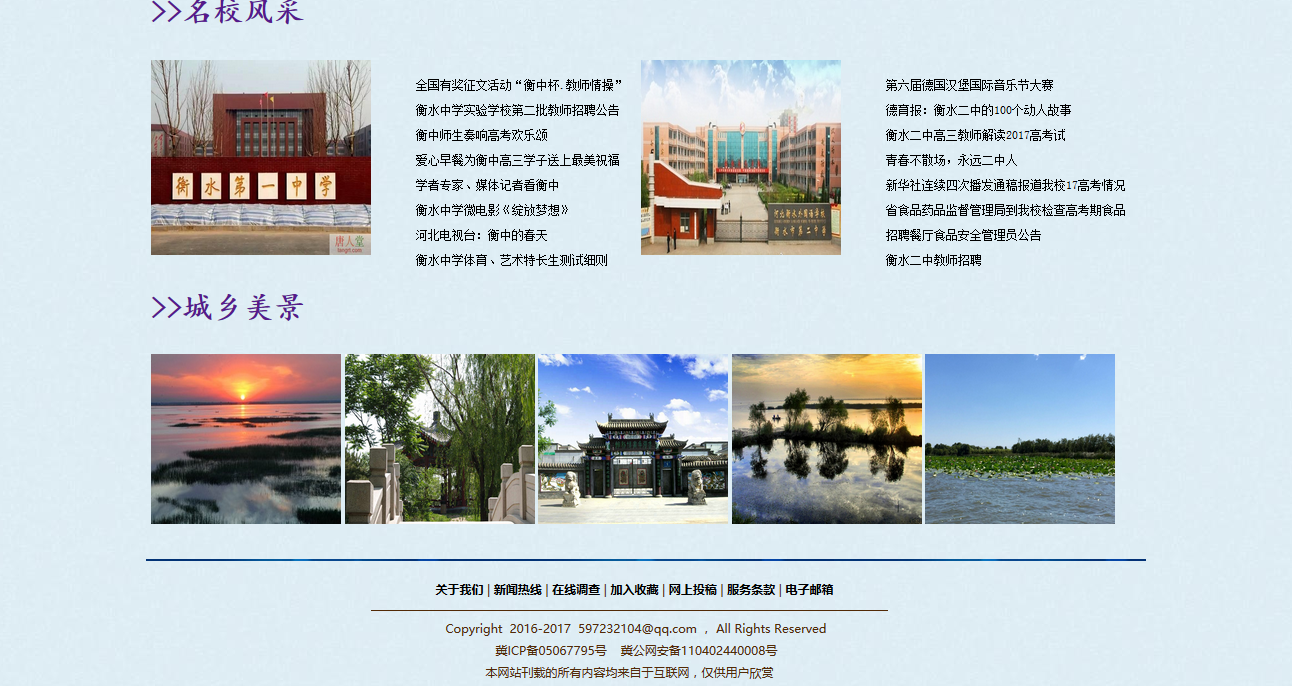 >>名校风采
全国有奖征文活动“衡中杯.教师情操”
衡水中学实验学校第二批教师招聘公告
衡中师生奏响高考欢乐颂
爱心早餐为衡中高三学子送上最美祝福
学者专家、媒体记者看衡中
衡水中学微电影《绽放梦想》
河北电视台：衡中的春天
衡水中学体育、艺术特长生测试细则
衡水第一中学
唐人堂
河北衡水外国语学校
衡水市第二中学
第六届德国汉堡国际音乐节大赛
德育报：衡水二中的100个动人故事
衡水二中高三教师解读2017高考试
青春不散场，永远二中人
新华社连续四次播发通稿报道我校17高考情况
省食品药品监督管理局到我校检查高考期食品
招聘餐厅食品安全管理员公告
衡水二中教师招聘
>>城乡美景
关于我们 | 新闻热线 | 在线调查 | 加入收藏 | 网上投稿 | 服务条款 | 电子邮箱
Copyright 2016-2017 597232104@qq.com ， All Rights Reserved
冀ICP备05067795号 冀公网安备110402440008号
本网站刊载的所有内容均来自于互联网，仅供用户欣赏